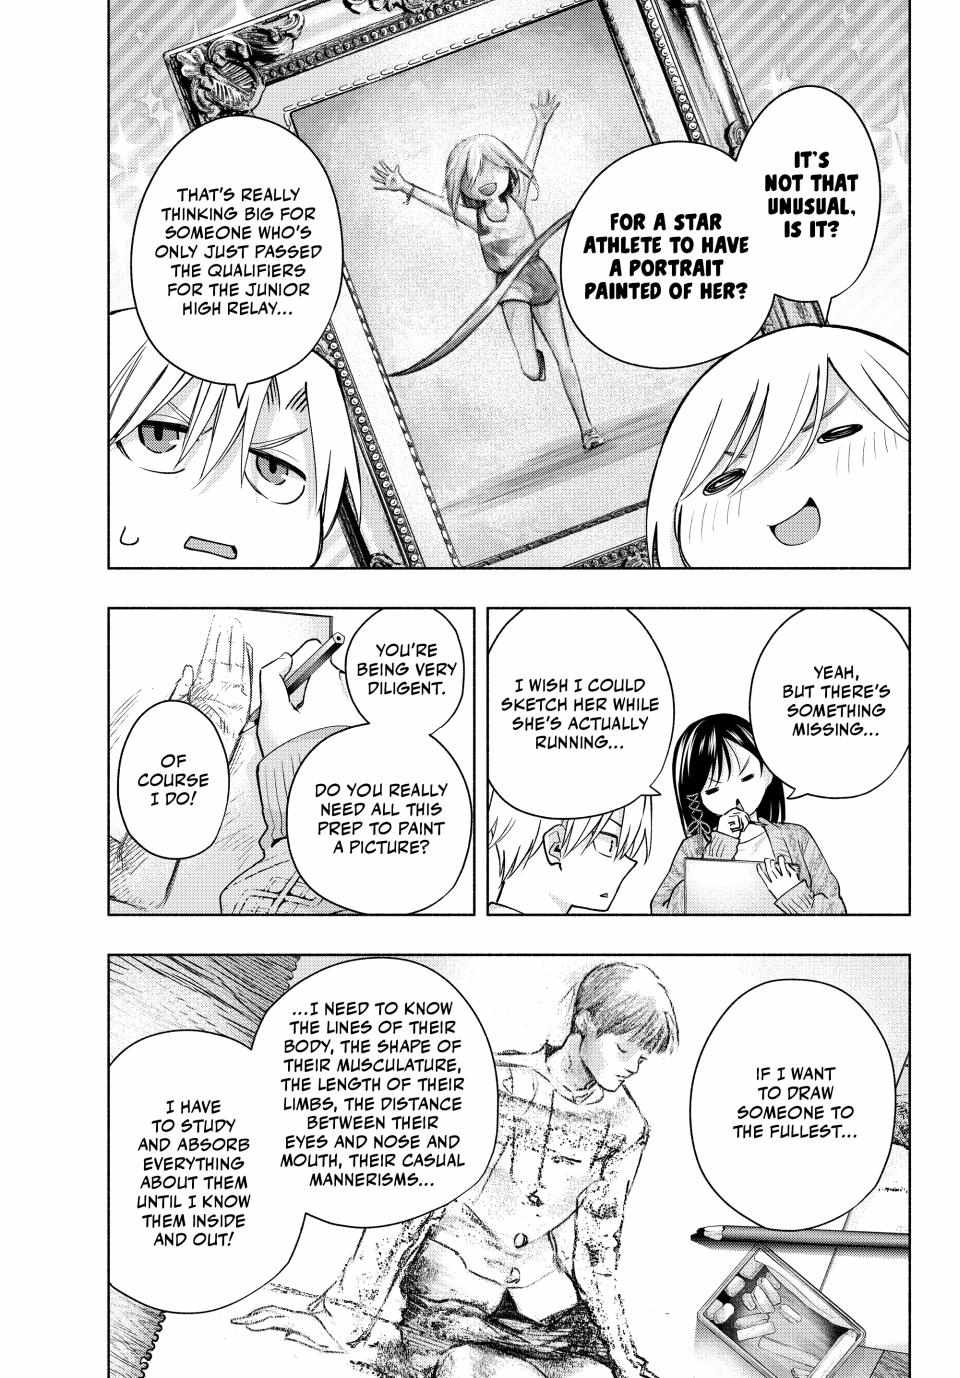 IT'S
NOT THAT
UNUSUAL,
IS IT?
FOR A STAR
ATHLETE TO HAVE
A PORTRAIT
PAINTED OF HER?
THAT'S REALLY
THINKING BIG FOR
SOMEONE WHO'S
ONLY JUST PASSED
THE QUALIFIERS
FOR THE JUNIOR
HIGH RELAY...
YEAH,
BUT THERE'S
SOMETHING
MISSING...
I WISH I COULD
SKETCH HER WHILE
SHE'S ACTUALLY
RUNNING...
YOU'RE
BEING VERY
DILIGENT.
DO YOU REALLY
NEED ALL THIS
PREP TO PAINT
A PICTURE?
OF
COURSE
I DO!
IF I WANT
TO DRAW
SOMEONE TO
THE FULLEST...
...I NEED TO KNOW
THE LINES OF THEIR
BODY, THE SHAPE OF
THEIR MUSCULATURE,
THE LENGTH OF THEIR
LIMBS, THE DISTANCE
BETWEEN THEIR
EYES AND NOSE AND
MOUTH, THEIR CASUAL
MANNERISMS...
I HAVE
TO STUDY
AND ABSORB
EVERYTHING
ABOUT THEM
UNTIL I KNOW
THEM INSIDE
AND OUT!